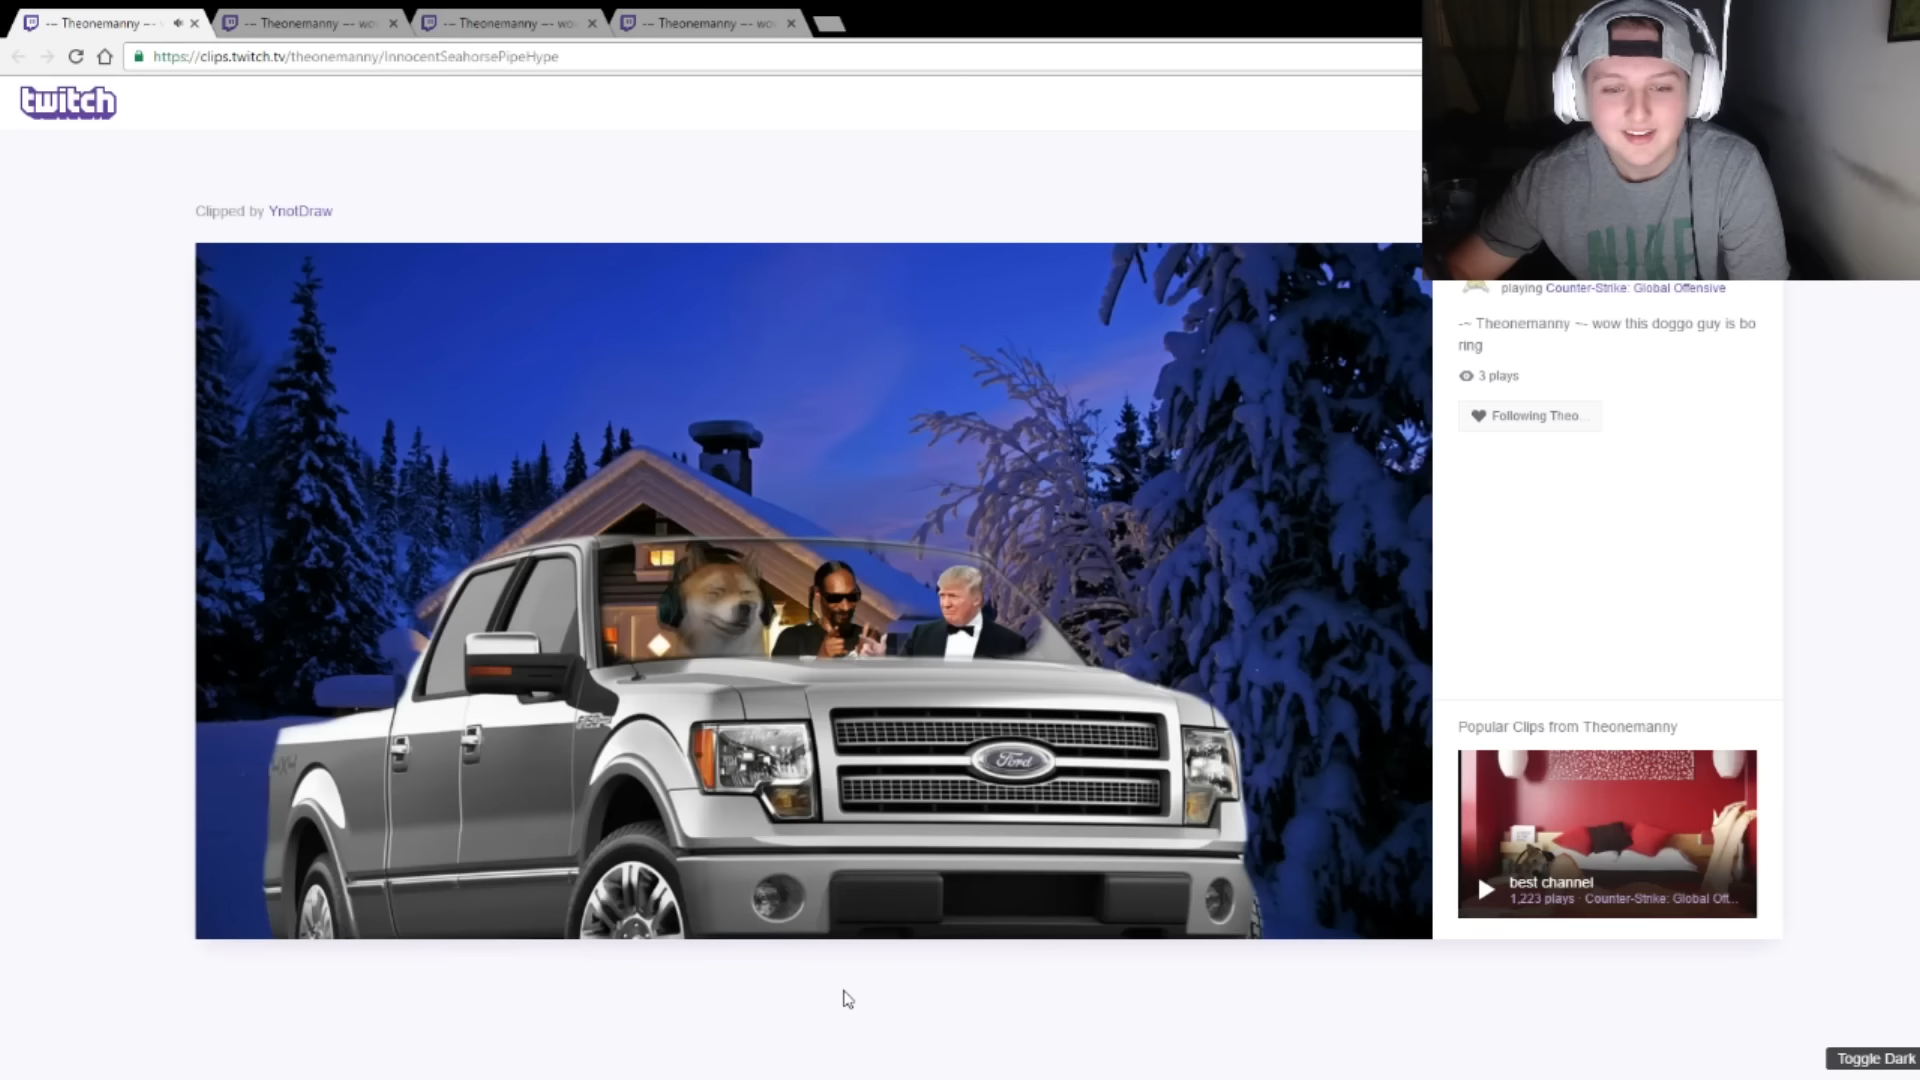 -~ Theonemanny ~-
-~ Theonemanny ~- wo
-~ Theonemanny ~- wo
-~ Theonemanny ~- wo
https://clips.twitch.tv/theonemanny/InnocentSeahorsePipeHype
twitch
Clipped by YnotDraw
NIKE
playing Counter-Strike: Global Offensive
-~ Theonemanny ~- wow this doggo guy is bo
ring
3 plays
Following Theo...
Ford
4X4
Popular Clips from Theonemanny
best channel
1,223 plays · Counter-Strike: Global Off...
Toggle Dark